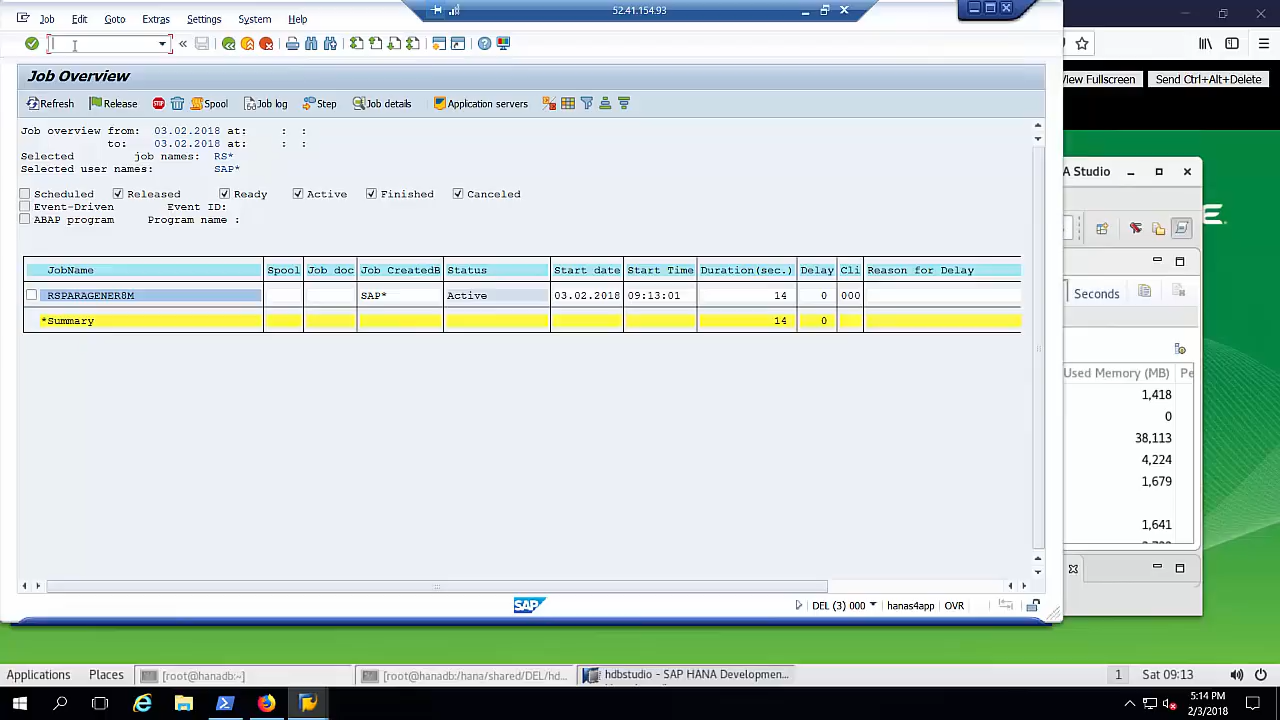 52.41.154.93
Job Edit Goto Extras Settings System Help
Job Overview
Refresh Release Spool Job log Step Job details Application servers
View Fullscreen Send Ctrl+Alt+Delete
Job overview from: 03.02.2018 at: : :
to: 03.02.2018 at: : :
Selected job names: RS*
Selected user names: SAP*
Scheduled Released Ready Active Finished Canceled
Event-Driven Event ID:
ABAP program Program name :
JobName Spool Job doc Job CreatedB Status Start date Start Time Duration(sec.) Delay Cli Reason for Delay
RSPARAGENER8M SAP* Active 03.02.2018 09:13:01 14 0 000
*Summary 14 0
SAP DEL (3) 000 hanas4app OVR
A Studio
E.
Seconds
Used Memory (MB) Pe
1,418
0
38,113
4,224
1,679
1,641
Applications Places [root@hanadb:~] [root@hanadb:/hana/shared/DEL/hd... hdbstudio - SAP HANA Developmen... 1 Sat 09:13
5:14 PM
2/3/2018